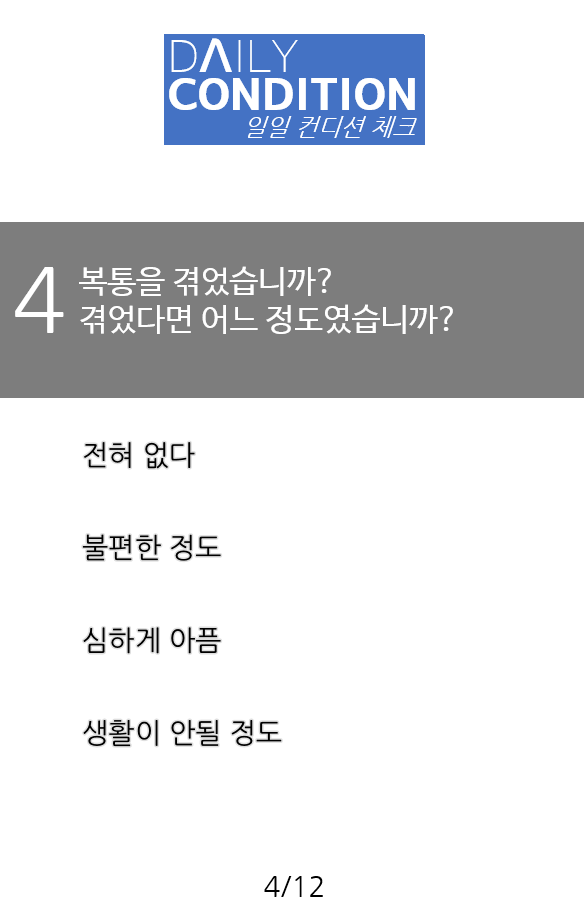 DAILY
CONDITION
일일 컨디션 체크
4 복통을 겪었습니까?
겪었다면 어느 정도였습니까?
전혀 없다
불편한 정도
심하게 아픔
생활이 안될 정도
4/12